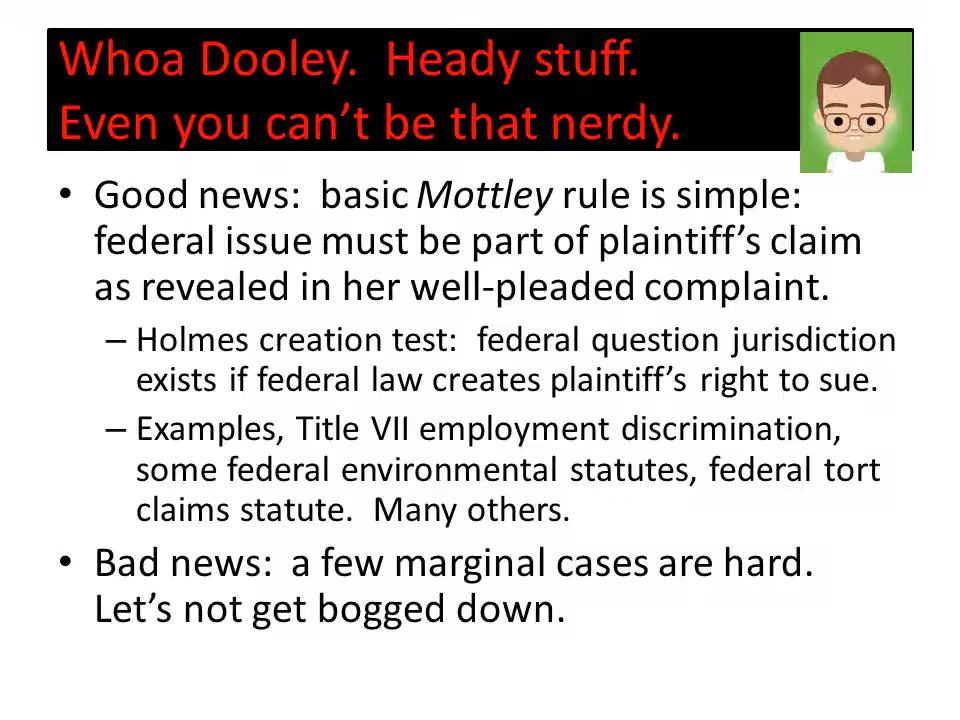 Whoa Dooley.  Heady stuff.
Even you can’t be that nerdy.
• Good news:  basic Mottley rule is simple:
federal issue must be part of plaintiff’s claim
as revealed in her well-pleaded complaint.
– Holmes creation test:  federal question jurisdiction
exists if federal law creates plaintiff’s right to sue.
– Examples, Title VII employment discrimination,
some federal environmental statutes, federal tort
claims statute.  Many others.
• Bad news:  a few marginal cases are hard.
Let’s not get bogged down.